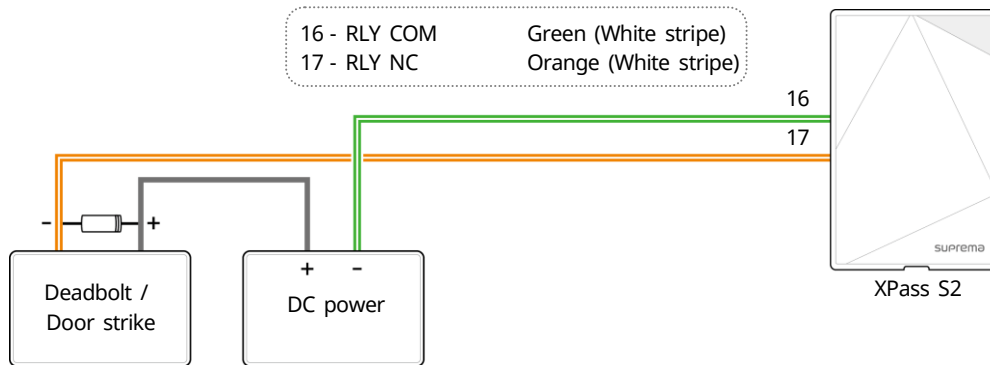 16 - RLY COM Green (White stripe)
17 - RLY NC Orange (White stripe)
16
17
- +
+ -
Deadbolt /
Door strike
DC power
suprema
XPass S2